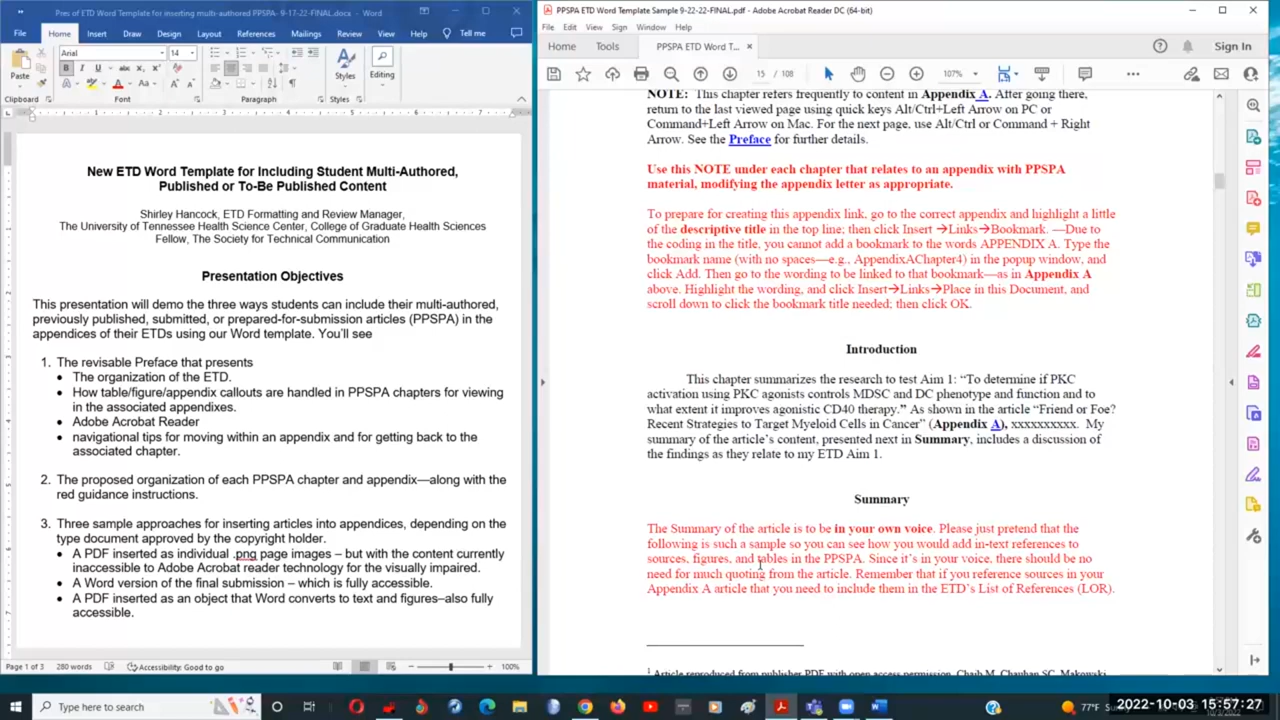 Pres of ETD Word Template for inserting multi-authored PPSPA- 9-17-22-FINAL.docx - Word
File Home Insert Draw Design Layout References Mailings Review View Help Tell me
Arial 14
Paste Styles Editing
Clipboard Font Paragraph Styles
New ETD Word Template for Including Student Multi-Authored,
Published or To-Be Published Content
Shirley Hancock, ETD Formatting and Review Manager,
The University of Tennessee Health Science Center, College of Graduate Health Sciences
Fellow, The Society for Technical Communication
Presentation Objectives
This presentation will demo the three ways students can include their multi-authored,
previously published, submitted, or prepared-for-submission articles (PPSPA) in the
appendices of their ETDs using our Word template. You'll see
1. The revisable Preface that presents
• The organization of the ETD.
• How table/figure/appendix callouts are handled in PPSPA chapters for viewing
in the associated appendixes.
• Adobe Acrobat Reader
• navigational tips for moving within an appendix and for getting back to the
associated chapter.
2. The proposed organization of each PPSPA chapter and appendix—along with the
red guidance instructions.
3. Three sample approaches for inserting articles into appendices, depending on the
type document approved by the copyright holder.
• A PDF inserted as individual .png page images – but with the content currently
inaccessible to Adobe Acrobat reader technology for the visually impaired.
• A Word version of the final submission – which is fully accessible.
• A PDF inserted as an object that Word converts to text and figures–also fully
accessible.
Page 1 of 3 280 words Accessibility: Good to go 100%
PPSPA ETD Word Template Sample 9-22-22-FINAL.pdf - Adobe Acrobat Reader DC (64-bit)
File Edit View Sign Window Help
Home Tools PPSPA ETD Word T... × Sign In
15 / 108 107%
NOTE: This chapter refers frequently to content in Appendix A. After going there,
return to the last viewed page using quick keys Alt/Ctrl+Left Arrow on PC or
Command+Left Arrow on Mac. For the next page, use Alt/Ctrl or Command + Right
Arrow. See the Preface for further details.
Use this NOTE under each chapter that relates to an appendix with PPSPA
material, modifying the appendix letter as appropriate.
To prepare for creating this appendix link, go to the correct appendix and highlight a little
of the descriptive title in the top line; then click Insert →Links→Bookmark. —Due to
the coding in the title, you cannot add a bookmark to the words APPENDIX A. Type the
bookmark name (with no spaces—e.g., AppendixAChapter4) in the popup window, and
click Add. Then go to the wording to be linked to that bookmark—as in Appendix A
above. Highlight the wording, and click Insert→Links→Place in this Document, and
scroll down to click the bookmark title needed; then click OK.
Introduction
This chapter summarizes the research to test Aim 1: “To determine if PKC
activation using PKC agonists controls MDSC and DC phenotype and function and to
what extent it improves agonistic CD40 therapy.” As shown in the article “Friend or Foe?
Recent Strategies to Target Myeloid Cells in Cancer” (Appendix A), xxxxxxxxxx. My
summary of the article’s content, presented next in Summary, includes a discussion of
the findings as they relate to my ETD Aim 1.
Summary
The Summary of the article is to be in your own voice. Please just pretend that the
following is such a sample so you can see how you would add in-text references to
sources, figures, and tables in the PPSPA. Since it’s in your voice, there should be no
need for much quoting from the article. Remember that if you reference sources in your
Appendix A article that you need to include them in the ETD’s List of References (LOR).
1 Article reproduced from publisher PDF with open access permission. Chaib M, Chauhan SC, Makowski
Type here to search
77°F
2022-10-03 15:57:27